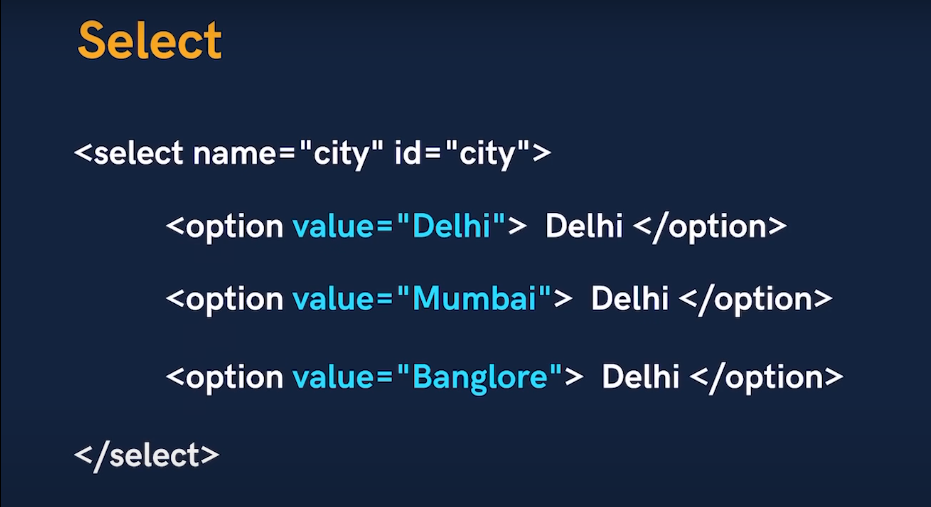 Select
<select name="city" id="city">
<option value="Delhi"> Delhi </option>
<option value="Mumbai"> Delhi </option>
<option value="Banglore"> Delhi </option>
</select>